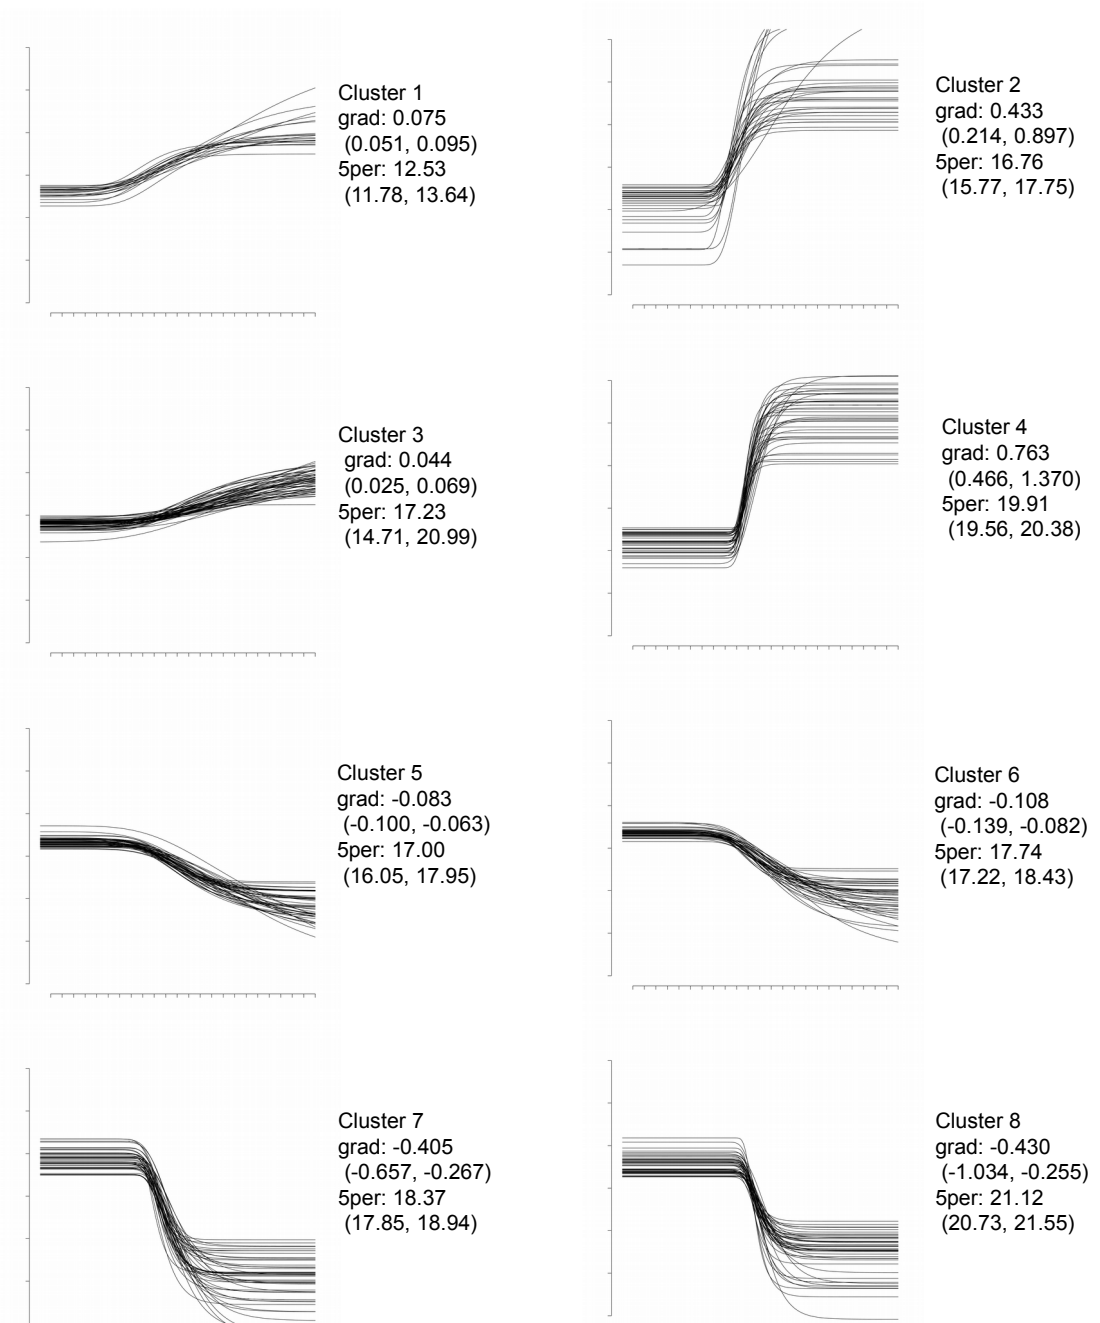 Cluster 1
grad: 0.075
(0.051, 0.095)
5per: 12.53
(11.78, 13.64)
Cluster 2
grad: 0.433
(0.214, 0.897)
5per: 16.76
(15.77, 17.75)
Cluster 3
grad: 0.044
(0.025, 0.069)
5per: 17.23
(14.71, 20.99)
Cluster 4
grad: 0.763
(0.466, 1.370)
5per: 19.91
(19.56, 20.38)
Cluster 5
grad: -0.083
(-0.100, -0.063)
5per: 17.00
(16.05, 17.95)
Cluster 6
grad: -0.108
(-0.139, -0.082)
5per: 17.74
(17.22, 18.43)
Cluster 7
grad: -0.405
(-0.657, -0.267)
5per: 18.37
(17.85, 18.94)
Cluster 8
grad: -0.430
(-1.034, -0.255)
5per: 21.12
(20.73, 21.55)